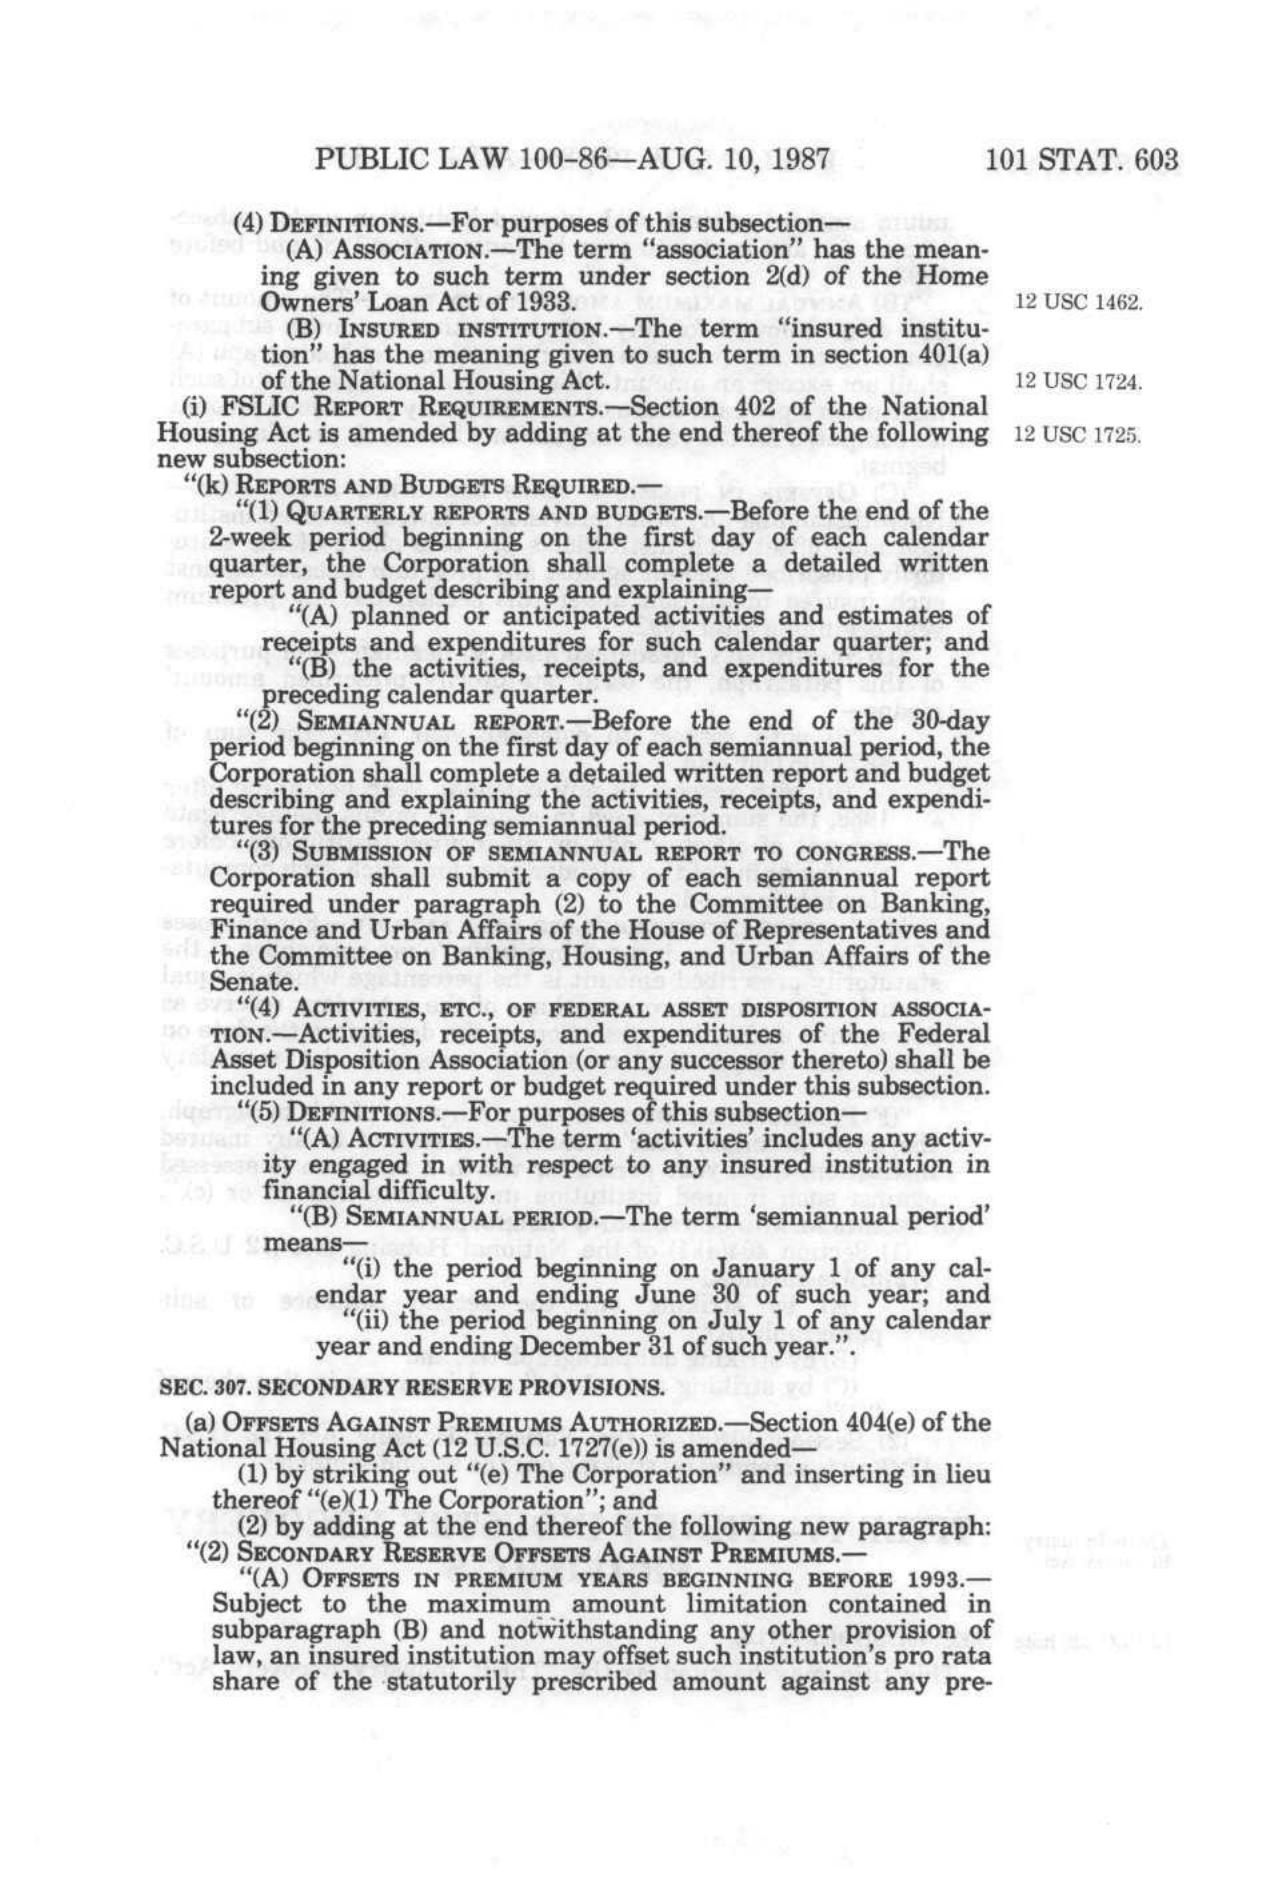 PUBLIC LAW 100-86—AUG. 10, 1987 101 STAT. 603
(4) DEFINITIONS.—For purposes of this subsection—
(A) ASSOCIATION.—The term "association" has the mean-
ing given to such term under section 2(d) of the Home
Owners' Loan Act of 1933. 12 USC 1462.
(B) INSURED INSTITUTION.—The term "insured institu-
tion" has the meaning given to such term in section 401(a)
of the National Housing Act. 12 USC 1724.
(i) FSLIC REPORT REQUIREMENTS.—Section 402 of the National
Housing Act is amended by adding at the end thereof the following 12 USC 1725.
new subsection:
"(k) REPORTS AND BUDGETS REQUIRED.—
"(1) QUARTERLY REPORTS AND BUDGETS.—Before the end of the
2-week period beginning on the first day of each calendar
quarter, the Corporation shall complete a detailed written
report and budget describing and explaining—
"(A) planned or anticipated activities and estimates of
receipts and expenditures for such calendar quarter; and
"(B) the activities, receipts, and expenditures for the
preceding calendar quarter.
"(2) SEMIANNUAL REPORT.—Before the end of the 30-day
period beginning on the first day of each semiannual period, the
Corporation shall complete a detailed written report and budget
describing and explaining the activities, receipts, and expendi-
tures for the preceding semiannual period.
"(3) SUBMISSION OF SEMIANNUAL REPORT TO CONGRESS.—The
Corporation shall submit a copy of each semiannual report
required under paragraph (2) to the Committee on Banking,
Finance and Urban Affairs of the House of Representatives and
the Committee on Banking, Housing, and Urban Affairs of the
Senate.
"(4) ACTIVITIES, ETC., OF FEDERAL ASSET DISPOSITION ASSOCIA-
TION.—Activities, receipts, and expenditures of the Federal
Asset Disposition Association (or any successor thereto) shall be
included in any report or budget required under this subsection.
"(5) DEFINITIONS.—For purposes of this subsection—
"(A) ACTIVITIES.—The term 'activities' includes any activ-
ity engaged in with respect to any insured institution in
financial difficulty.
"(B) SEMIANNUAL PERIOD.—The term 'semiannual period'
means—
"(i) the period beginning on January 1 of any cal-
endar year and ending June 30 of such year; and
"(ii) the period beginning on July 1 of any calendar
year and ending December 31 of such year.".
SEC. 307. SECONDARY RESERVE PROVISIONS.
(a) OFFSETS AGAINST PREMIUMS AUTHORIZED.—Section 404(e) of the
National Housing Act (12 U.S.C. 1727(e)) is amended—
(1) by striking out "(e) The Corporation" and inserting in lieu
thereof "(e)(1) The Corporation"; and
(2) by adding at the end thereof the following new paragraph:
"(2) SECONDARY RESERVE OFFSETS AGAINST PREMIUMS.—
"(A) OFFSETS IN PREMIUM YEARS BEGINNING BEFORE 1993.—
Subject to the maximum amount limitation contained in
subparagraph (B) and notwithstanding any other provision of
law, an insured institution may offset such institution's pro rata
share of the statutorily prescribed amount against any pre-